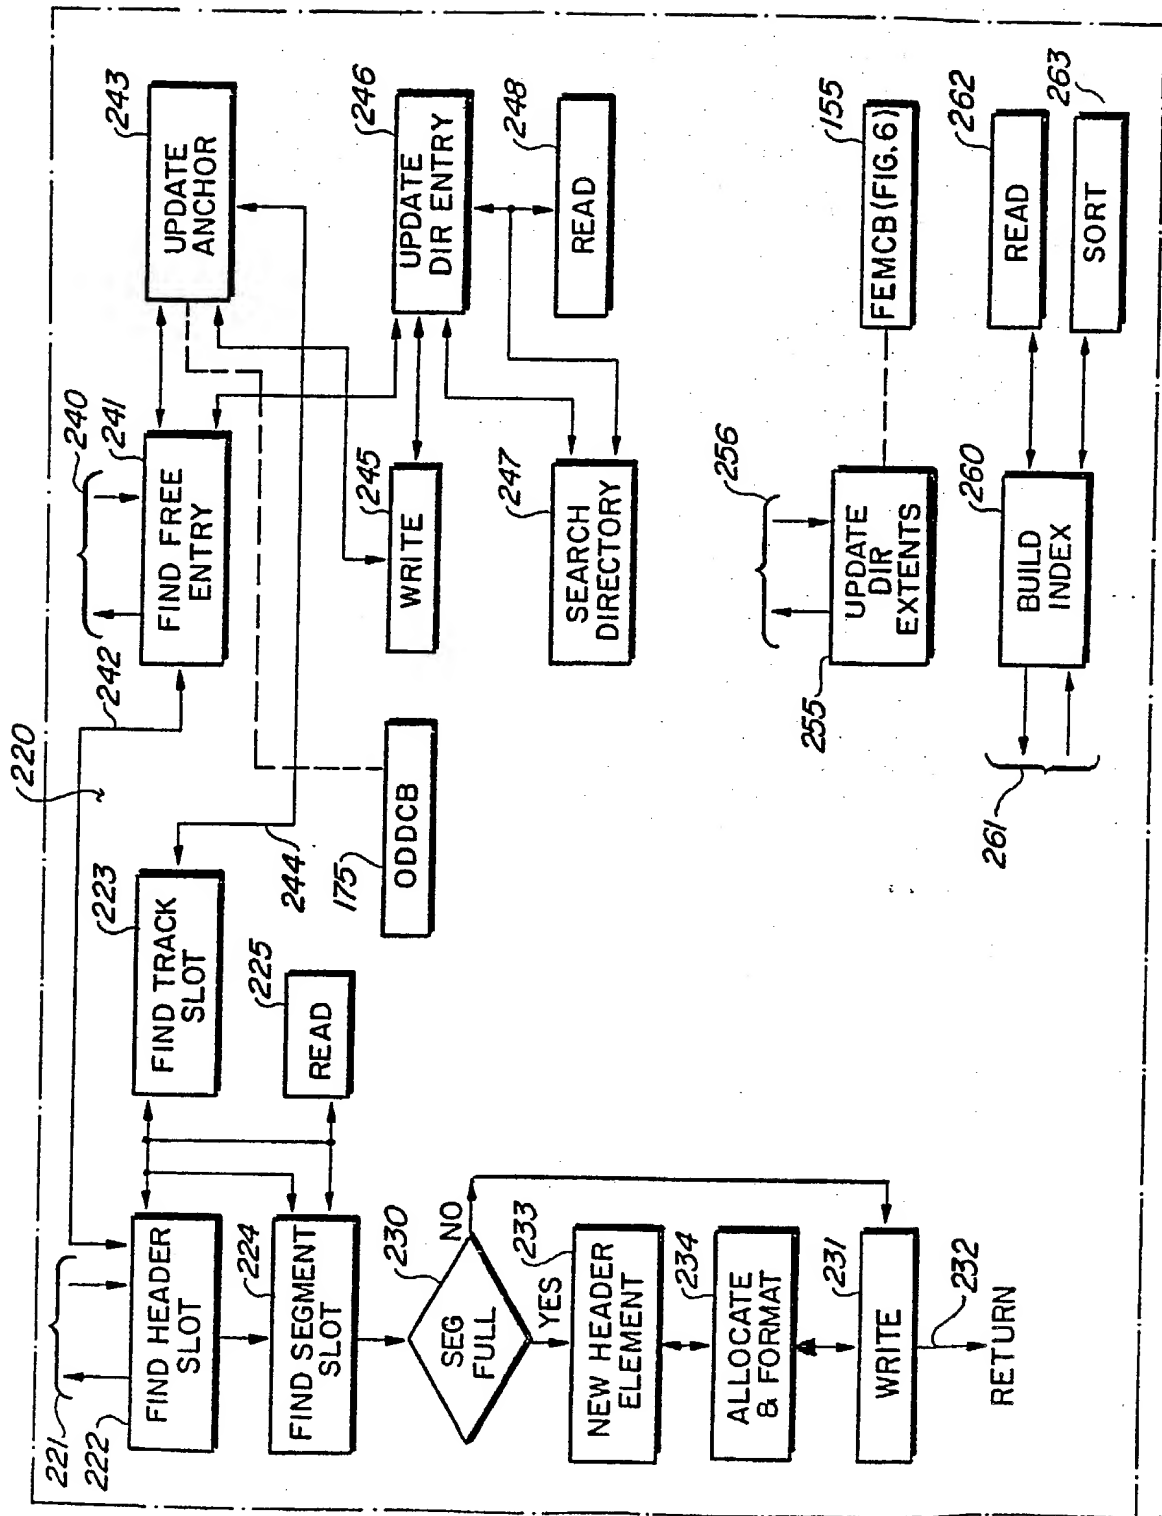 220
221
222
FIND HEADER
SLOT
224
FIND SEGMENT
SLOT
223
FIND TRACK
SLOT
225
READ
230
SEG
FULL
NO
YES
233
NEW HEADER
ELEMENT
234
ALLOCATE
& FORMAT
231
WRITE
232
RETURN
242
240
241
FIND FREE
ENTRY
243
UPDATE
ANCHOR
244
175
ODDCB
245
WRITE
246
UPDATE
DIR ENTRY
247
SEARCH
DIRECTORY
248
READ
256
255
UPDATE
DIR
EXTENTS
155
FEMCB (FIG. 6)
261
260
BUILD
INDEX
262
READ
263
SORT